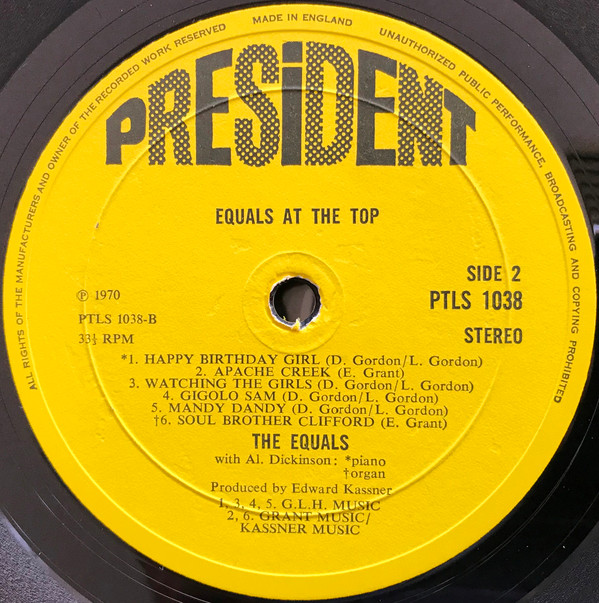 ALL RIGHTS OF THE MANUFACTURERS AND OWNER OF THE RECORDED WORK RESERVED
MADE IN ENGLAND
UNAUTHORIZED PUBLIC PERFORMANCE, BROADCASTING AND COPYING PROHIBITED
PRESiDENT
EQUALS AT THE TOP
SIDE 2
℗ 1970
PTLS 1038
PTLS 1038-B
33⅓ RPM
STEREO
*1. HAPPY BIRTHDAY GIRL (D. Gordon/L. Gordon)
2. APACHE CREEK (E. Grant)
3. WATCHING THE GIRLS (D. Gordon/L. Gordon)
4. GIGOLO SAM (D. Gordon/L. Gordon)
5. MANDY DANDY (D. Gordon/L. Gordon)
†6. SOUL BROTHER CLIFFORD (E. Grant)
THE EQUALS
with Al. Dickinson: *piano
†organ
Produced by Edward Kassner
1, 3, 4, 5. G.L.H. MUSIC
2, 6. GRANT MUSIC/
KASSNER MUSIC